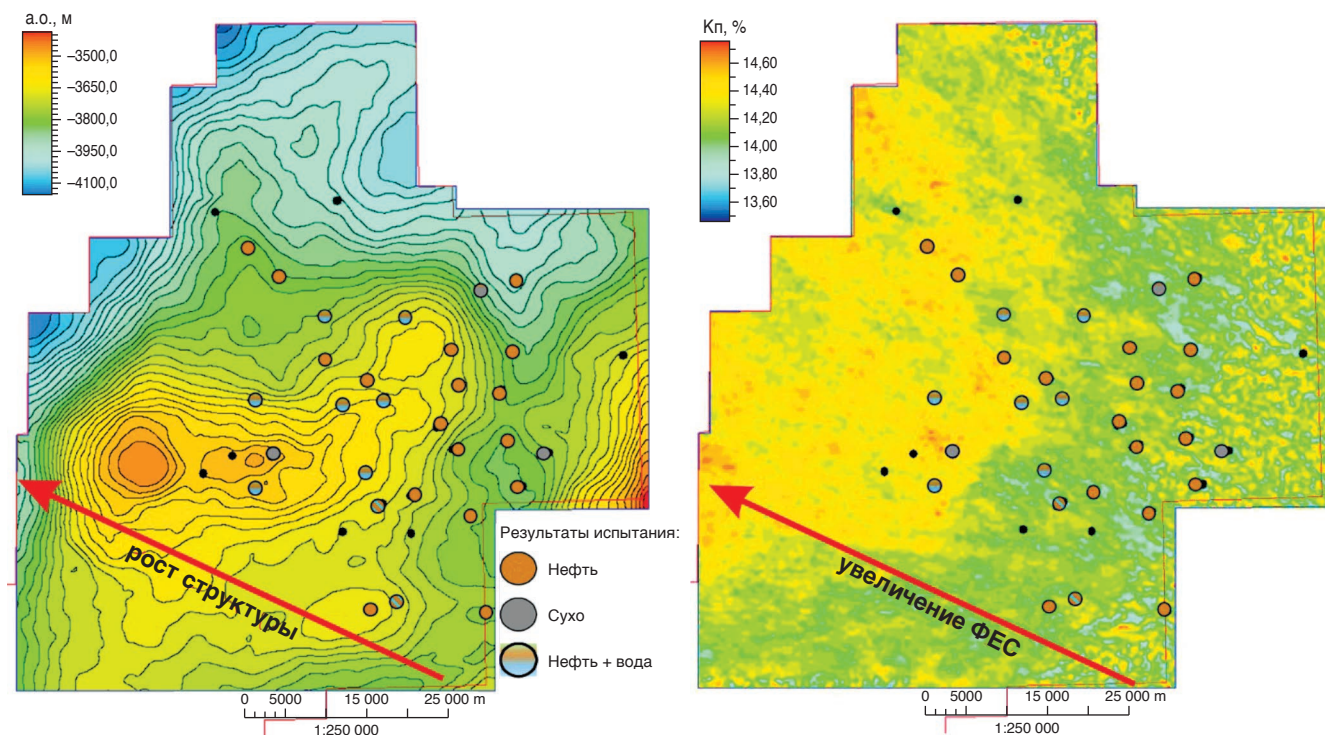 а.о., м
–3500,0
–3650,0
–3800,0
–3950,0
–4100,0
рост структуры
Результаты испытания:
Нефть
Сухо
Нефть + вода
0 5000 15 000 25 000 m
1:250 000
Кп, %
14,60
14,40
14,20
14,00
13,80
13,60
увеличение ФЕС
0 5000 15 000 25 000 m
1:250 000